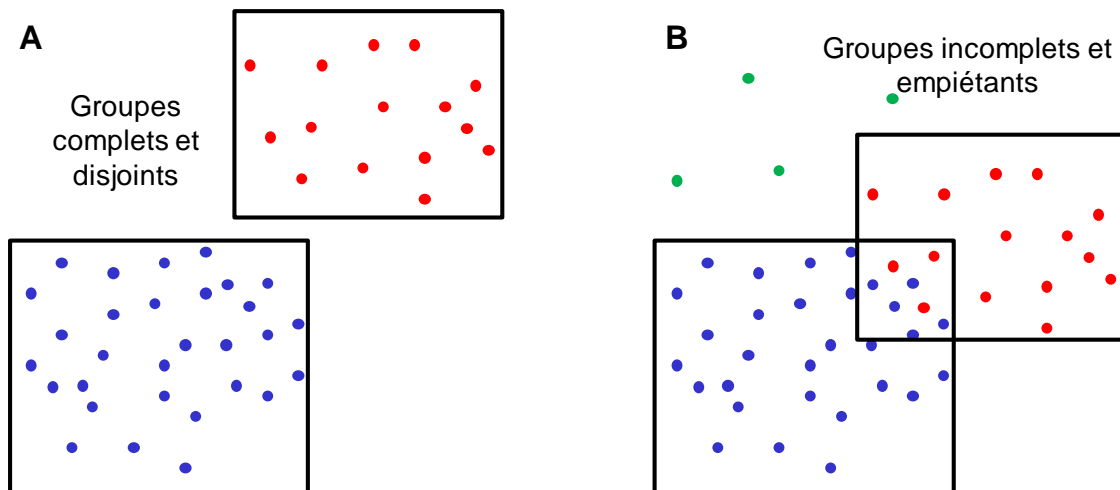 A
Groupes
complets et
disjoints
B
Groupes incomplets et
empiétants